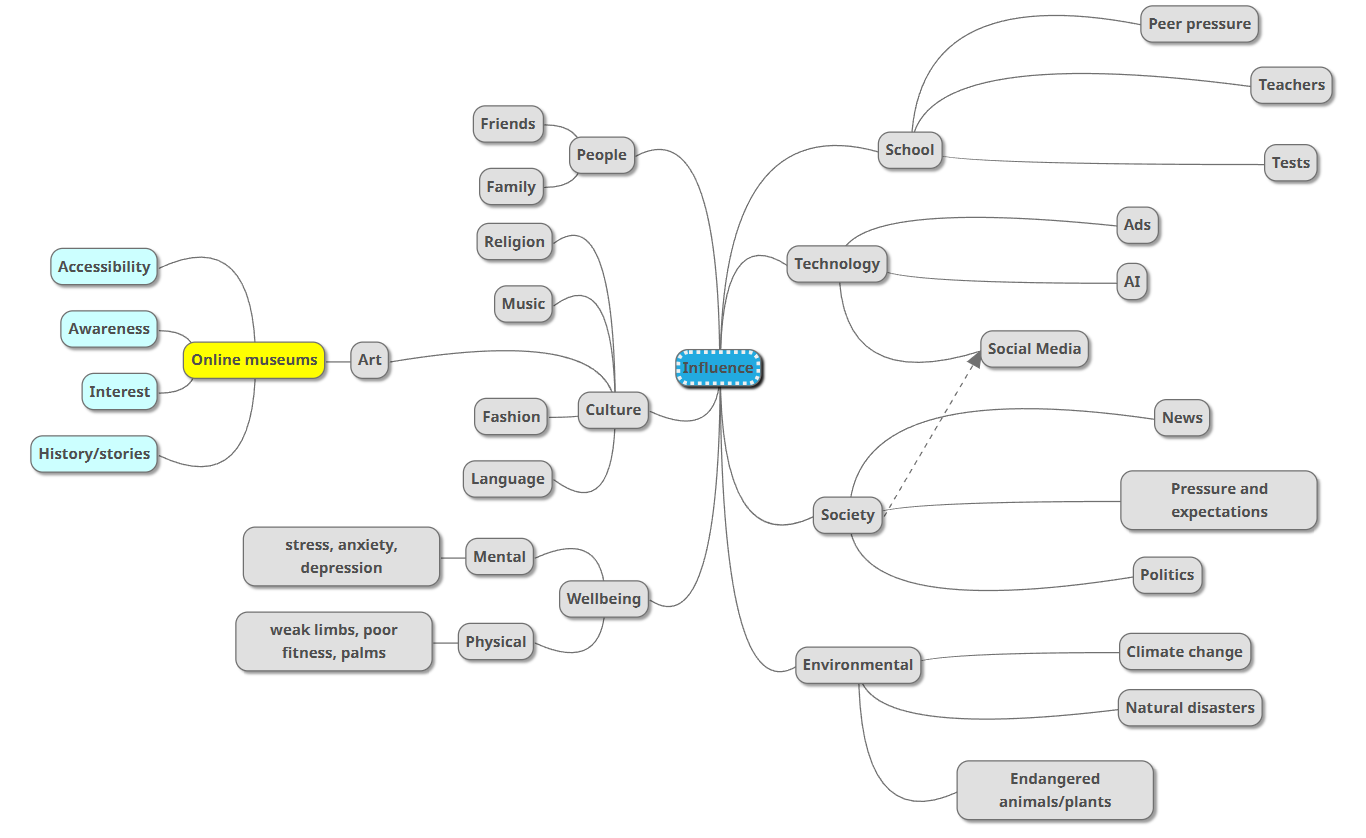 Influence
School
Peer pressure
Teachers
Tests
Technology
Ads
AI
Social Media
Society
News
Pressure and
expectations
Politics
Environmental
Climate change
Natural disasters
Endangered
animals/plants
People
Friends
Family
Culture
Religion
Music
Art
Online museums
Accessibility
Awareness
Interest
History/stories
Fashion
Language
Wellbeing
Mental
stress, anxiety,
depression
Physical
weak limbs, poor
fitness, palms